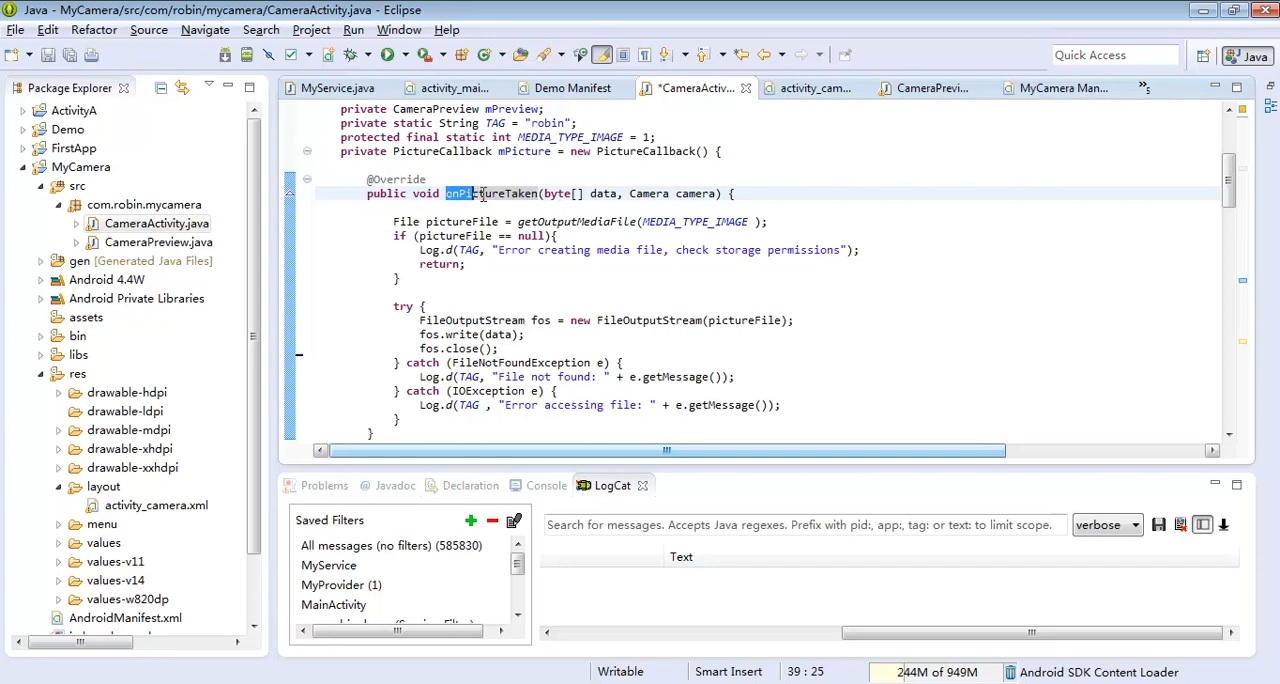 Java - MyCamera/src/com/robin/mycamera/CameraActivity.java - Eclipse
File Edit Refactor Source Navigate Search Project Run Window Help
Quick Access
Java
Package Explorer
ActivityA
Demo
FirstApp
MyCamera
src
com.robin.mycamera
CameraActivity.java
CameraPreview.java
gen [Generated Java Files]
Android 4.4W
Android Private Libraries
assets
bin
libs
res
drawable-hdpi
drawable-ldpi
drawable-mdpi
drawable-xhdpi
drawable-xxhdpi
layout
activity_camera.xml
menu
values
values-v11
values-v14
values-w820dp
AndroidManifest.xml
MyService.java activity_mai... Demo Manifest *CameraActiv... activity_cam... CameraPrevi... MyCamera Man... »5
private CameraPreview mPreview;
private static String TAG = "robin";
protected final static int MEDIA_TYPE_IMAGE = 1;
private PictureCallback mPicture = new PictureCallback() {
@Override
public void onPictureTaken(byte[] data, Camera camera) {
File pictureFile = getOutputMediaFile(MEDIA_TYPE_IMAGE );
if (pictureFile == null){
Log.d(TAG, "Error creating media file, check storage permissions");
return;
}
try {
FileOutputStream fos = new FileOutputStream(pictureFile);
fos.write(data);
fos.close();
} catch (FileNotFoundException e) {
Log.d(TAG, "File not found: " + e.getMessage());
} catch (IOException e) {
Log.d(TAG , "Error accessing file: " + e.getMessage());
}
}
Problems Javadoc Declaration Console LogCat
Saved Filters
All messages (no filters) (585830)
MyService
MyProvider (1)
MainActivity
Search for messages. Accepts Java regexes. Prefix with pid:, app:, tag: or text: to limit scope.
verbose
Text
Writable Smart Insert 39 : 25 244M of 949M Android SDK Content Loader